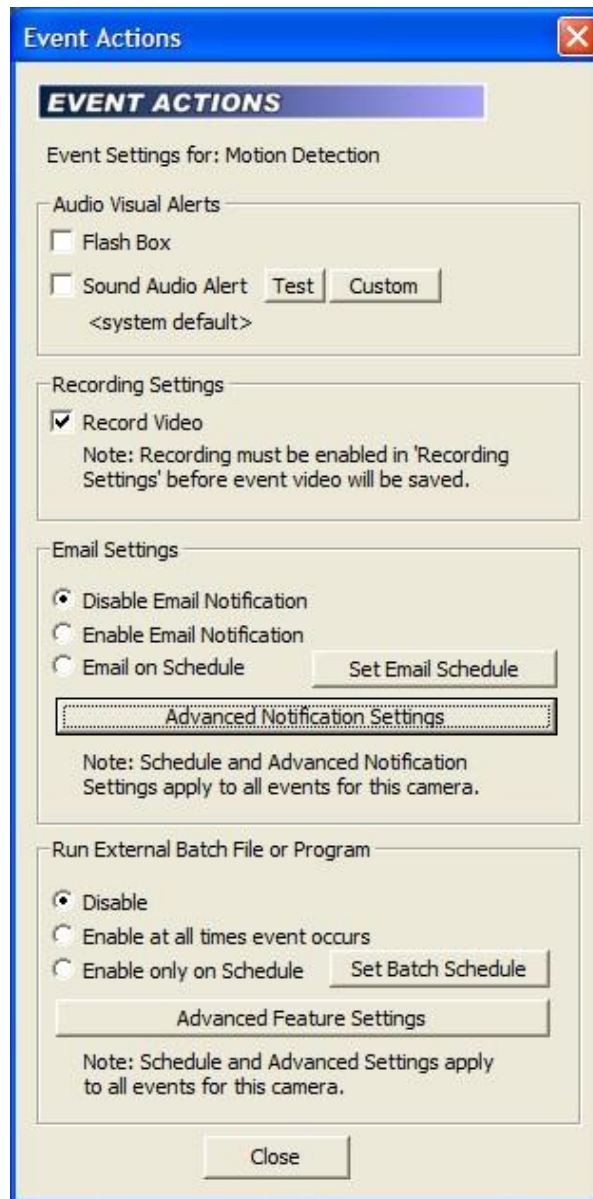 Event Actions
EVENT ACTIONS
Event Settings for: Motion Detection
Audio Visual Alerts
Flash Box
Sound Audio Alert Test Custom
<system default>
Recording Settings
Record Video
Note: Recording must be enabled in 'Recording
Settings' before event video will be saved.
Email Settings
Disable Email Notification
Enable Email Notification
Email on Schedule Set Email Schedule
Advanced Notification Settings
Note: Schedule and Advanced Notification
Settings apply to all events for this camera.
Run External Batch File or Program
Disable
Enable at all times event occurs
Enable only on Schedule Set Batch Schedule
Advanced Feature Settings
Note: Schedule and Advanced Settings apply
to all events for this camera.
Close